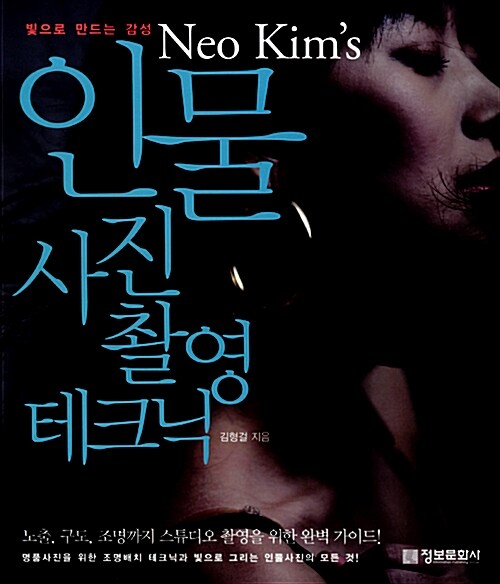 빛으로 만드는 감성
Neo Kim's
인물
사진
촬영
테크닉
김형걸 지음
노출, 구도, 조명까지 스튜디오 촬영을 위한 완벽 가이드!
명품사진을 위한 조명배치 테크닉과 빛으로 그리는 인물사진의 모든 것!
정보문화사